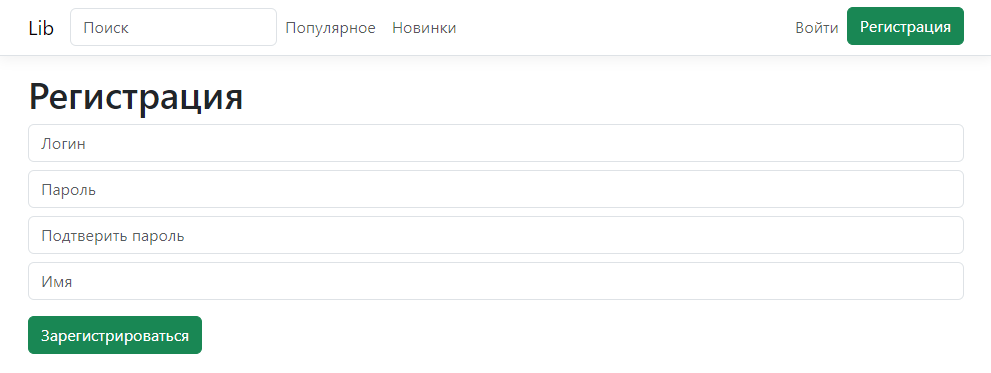 Lib Поиск Популярное Новинки Войти Регистрация
Регистрация
Логин
Пароль
Подтверить пароль
Имя
Зарегистрироваться